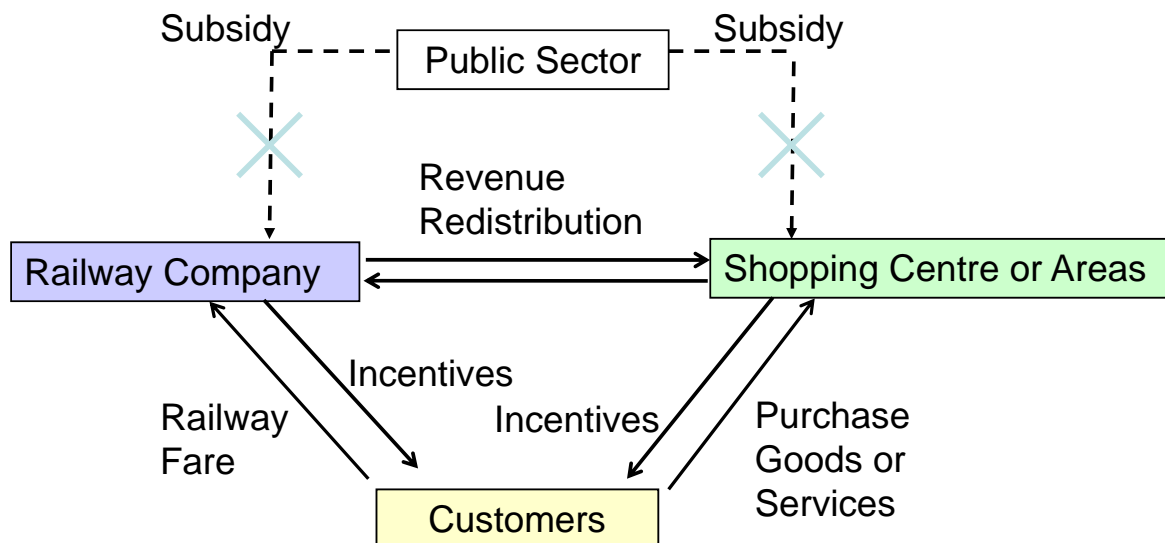 Subsidy
Public Sector
Subsidy
Revenue
Redistribution
Railway Company
Shopping Centre or Areas
Incentives
Railway
Fare
Incentives
Purchase
Goods or
Services
Customers